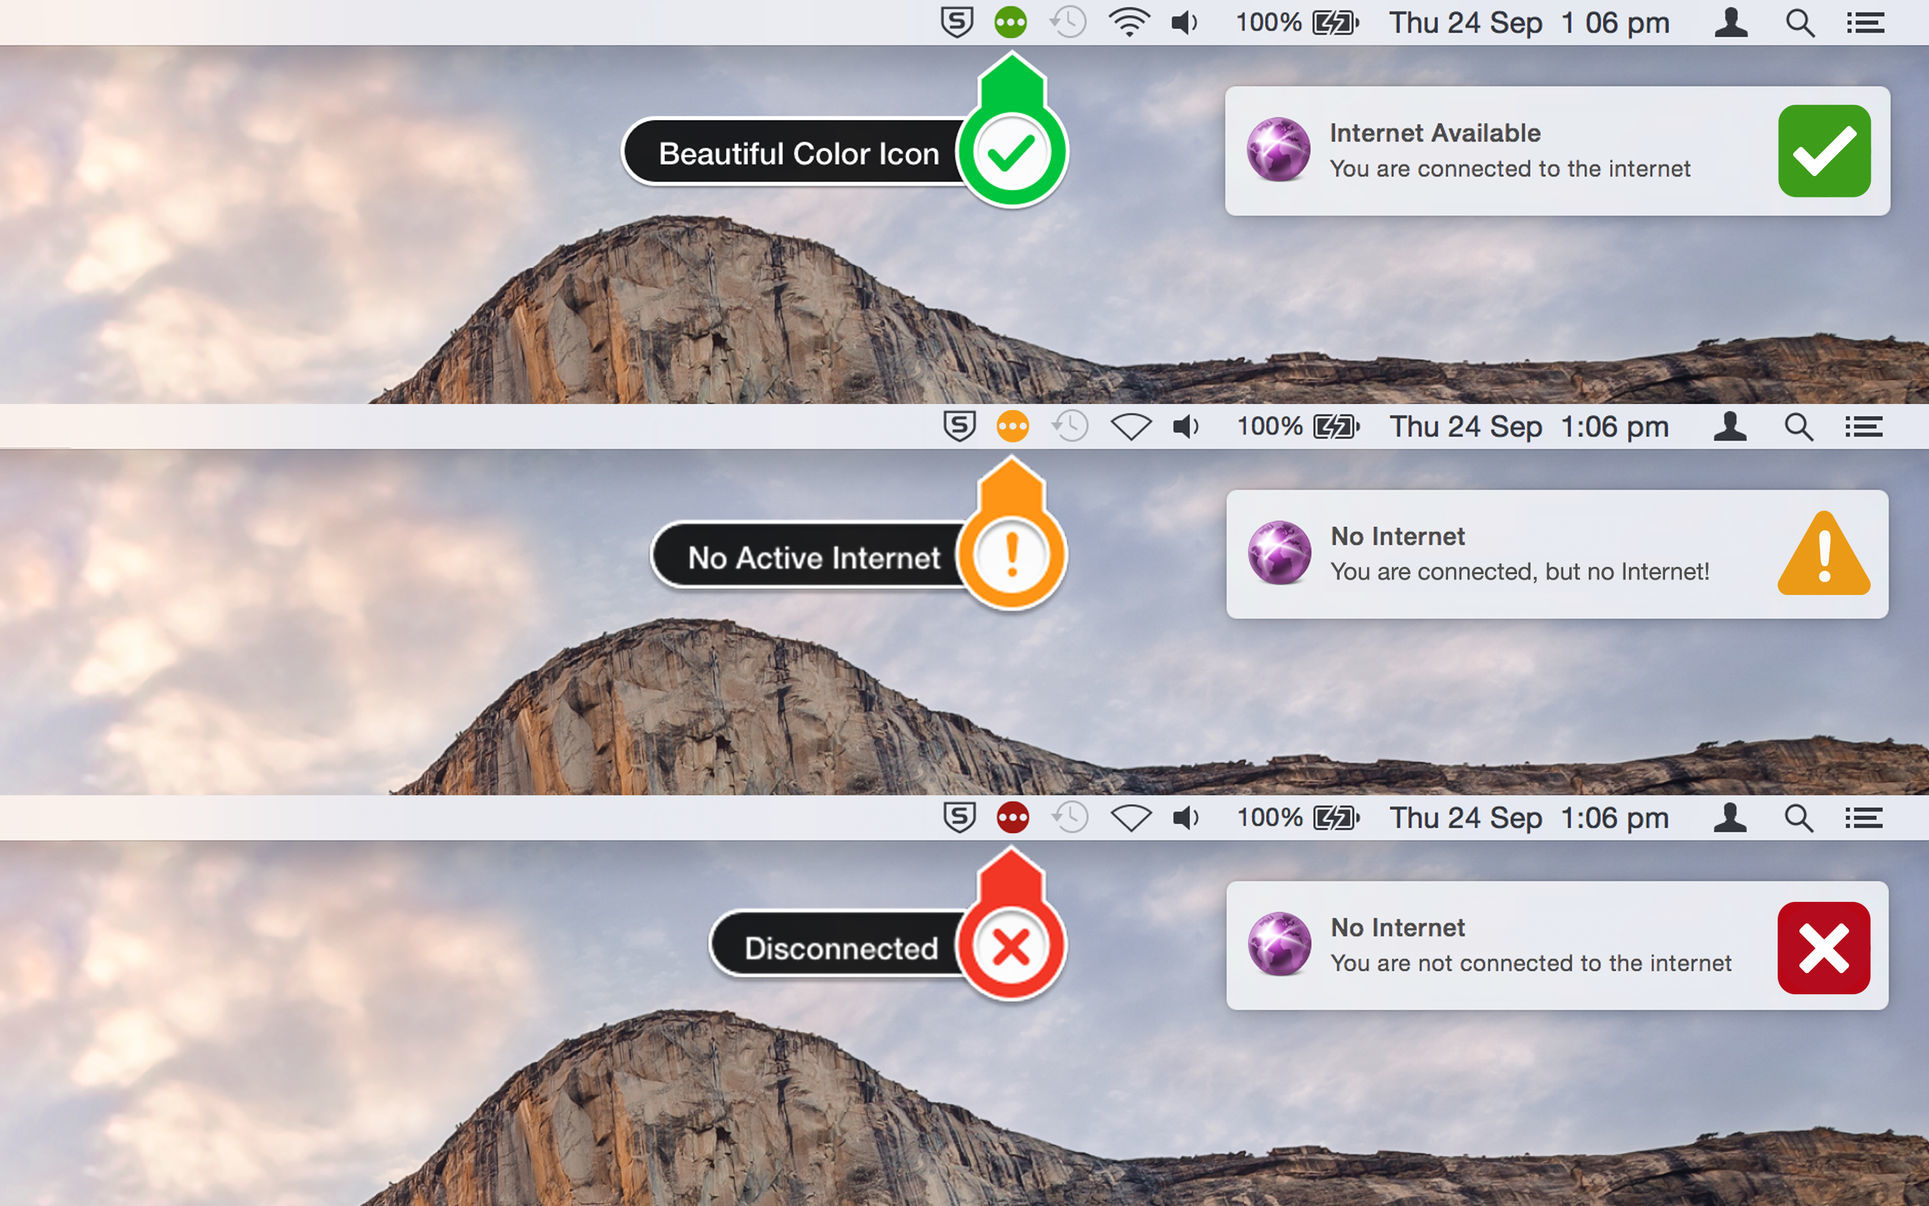 S 100% Thu 24 Sep 1 06 pm
Beautiful Color Icon
Internet Available
You are connected to the internet
S 100% Thu 24 Sep 1:06 pm
No Active Internet
No Internet
You are connected, but no Internet!
S 100% Thu 24 Sep 1:06 pm
Disconnected
No Internet
You are not connected to the internet